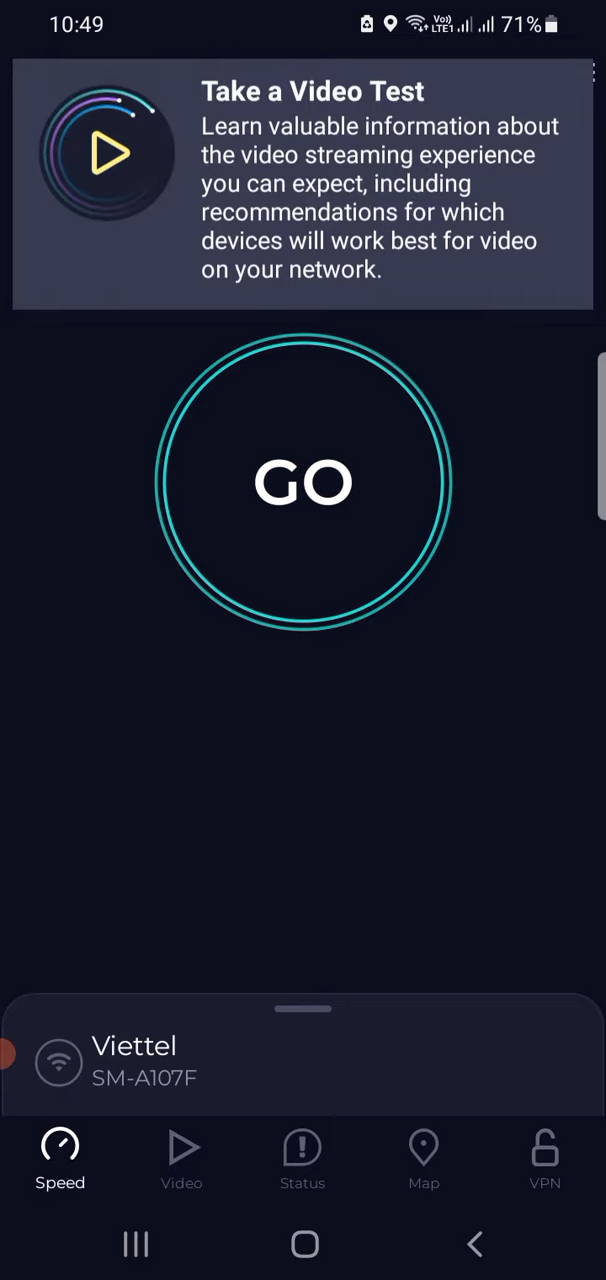 10:49
Vo))
LTE1
71%
Take a Video Test
Learn valuable information about
the video streaming experience
you can expect, including
recommendations for which
devices will work best for video
on your network.
GO
Viettel
SM-A107F
Speed
Video
Status
Map
VPN